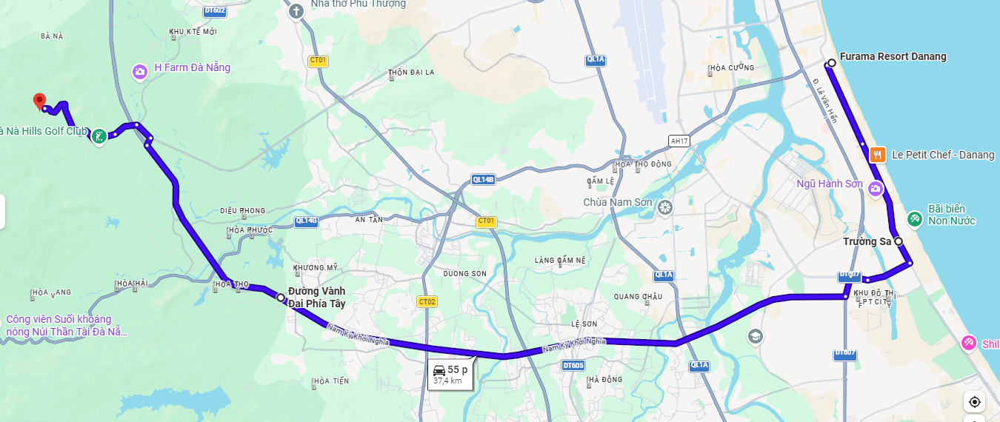 Nhà thờ Phú Thượng
DT602
KHU KTẾ MỚI
BÀ NÀ
CT01
QL1A
Furama Resort Danang
H Farm Đà Nẵng
THÔN ĐẠI LA
HÒA CƯỜNG
Đ. Lê Văn Hến
à Nà Hills Golf Club
AH17
Le Petit Chef - Danang
HÒA THỌ ĐÔNG
QL14B
CẨM LỆ
Ngũ Hành Sơn
Chùa Nam Sơn
DIỆU PHONG
Bãi biển
Non Nước
QL14G
AN TÂN
CT01
HÒA PHƯỚC
Trường Sa
LÀNG CẨM NỆ
KHƯƠNG MỸ
DUONG SON
QL1A
DT607
HÒA HẢI
HÒA THỌ
HÒA VANG
Đường Vành
Đai Phía Tây
CT02
QUANG CHÂU
KHU ĐÔ THỊ
FPT CITY
Công viên Suối khoáng
nóng Núi Thần Tài Đà Nẵ...
LỆ SƠN
Nam Kỳ Khởi Nghĩa
Nam Kỳ Khởi Nghĩa
Shil
DT607
55 p
37,4 km
DT605
QL1A
HÒA TIẾN
HÀ ĐÔNG